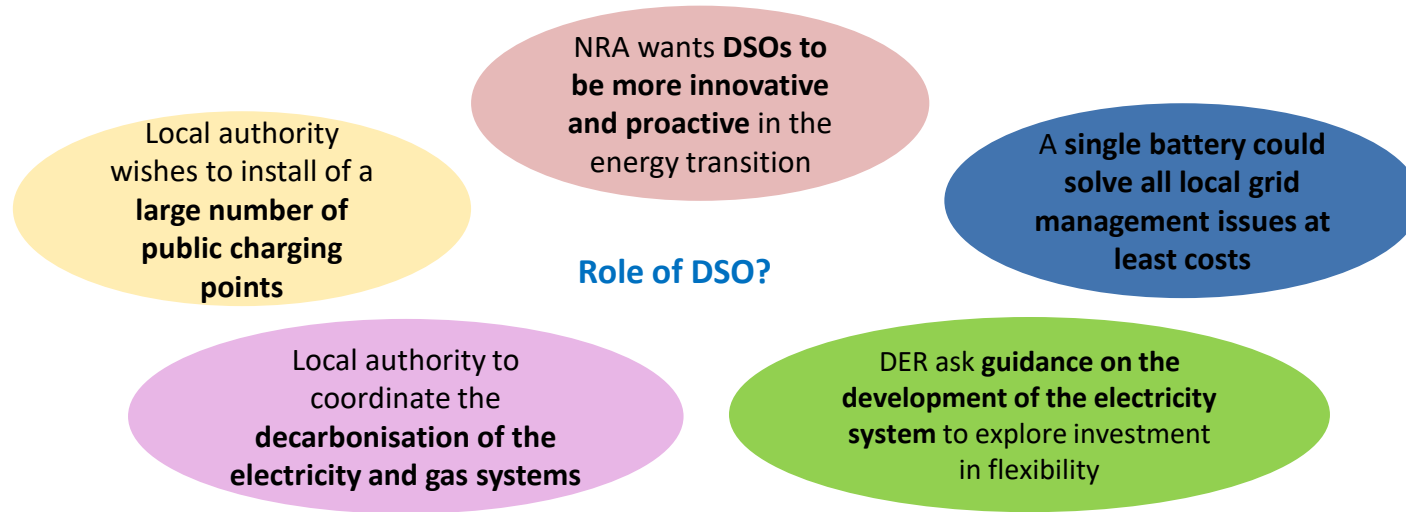 NRA wants DSOs to
be more innovative
and proactive in the
energy transition
Local authority
wishes to install of a
large number of
public charging
points
A single battery could
solve all local grid
management issues at
least costs
Role of DSO?
Local authority to
coordinate the
decarbonisation of the
electricity and gas systems
DER ask guidance on the
development of the electricity
system to explore investment
in flexibility